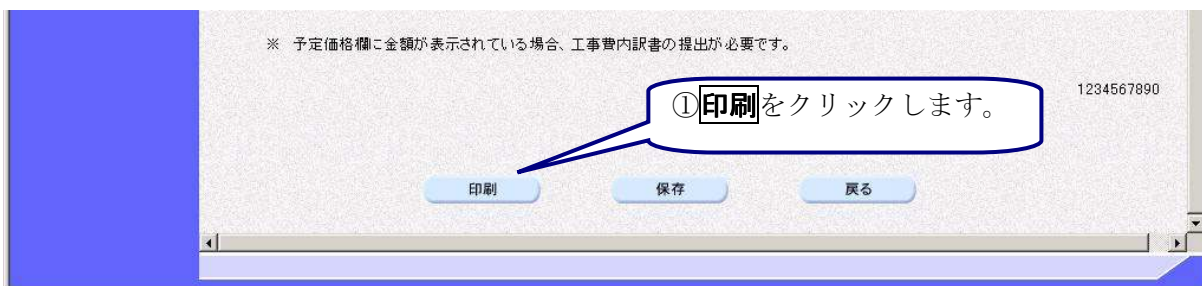 ※ 予定価格欄に金額が表示されている場合、工事費内訳書の提出が必要です。
1234567890
①印刷をクリックします。
印刷 保存 戻る